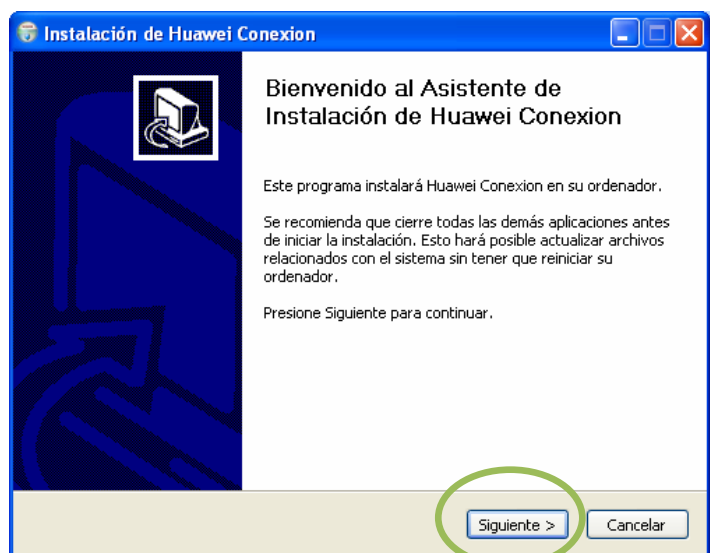 Instalación de Huawei Conexion
Bienvenido al Asistente de
Instalación de Huawei Conexion
Este programa instalará Huawei Conexion en su ordenador.
Se recomienda que cierre todas las demás aplicaciones antes
de iniciar la instalación. Esto hará posible actualizar archivos
relacionados con el sistema sin tener que reiniciar su
ordenador.
Presione Siguiente para continuar.
Siguiente >
Cancelar